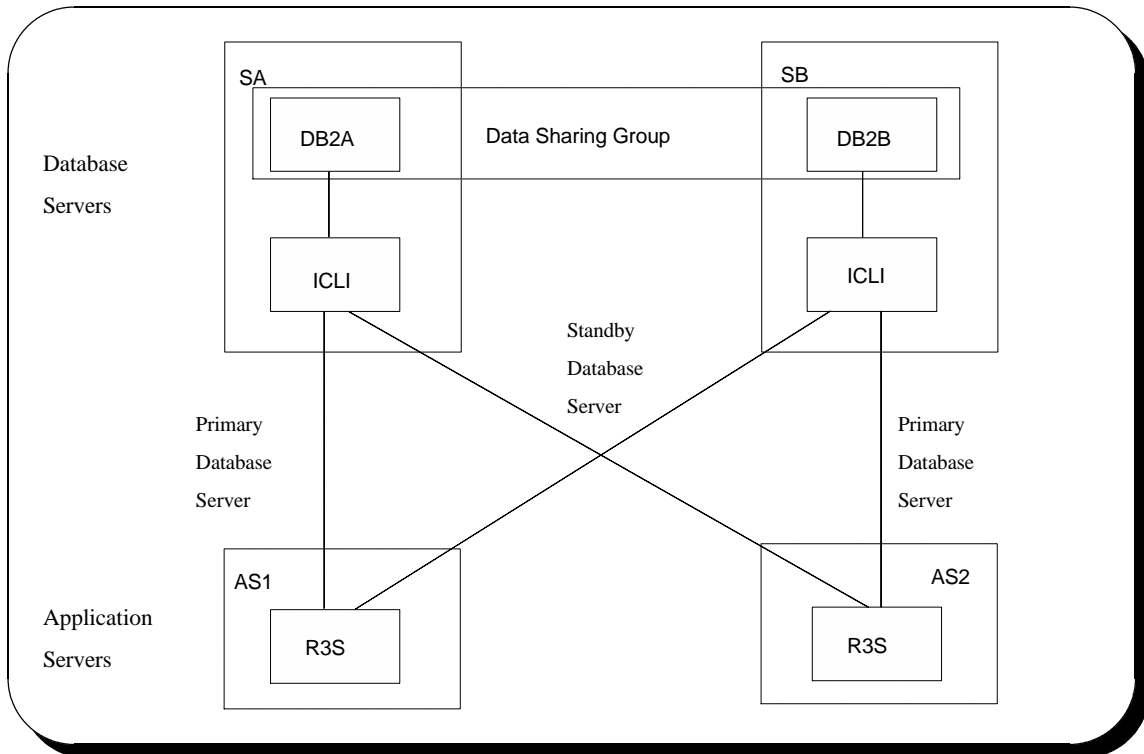 SA
SB
DB2A
Data Sharing Group
DB2B
Database
Servers
ICLI
ICLI
Standby
Database
Server
Primary
Database
Server
Primary
Database
Server
AS1
AS2
Application
Servers
R3S
R3S